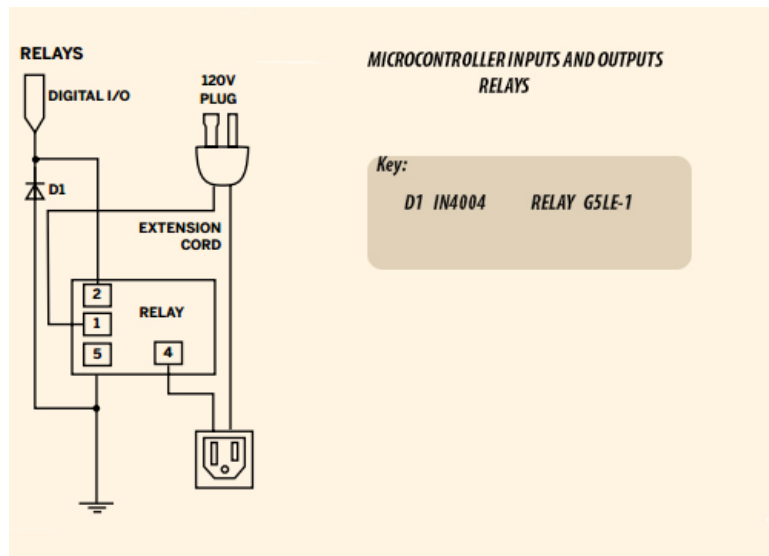 RELAYS
DIGITAL I/O
120V
PLUG
D1
EXTENSION
CORD
2
RELAY
1
5
4
MICROCONTROLLER INPUTS AND OUTPUTS
RELAYS
Key:
D1 IN4004 RELAY G5LE-1